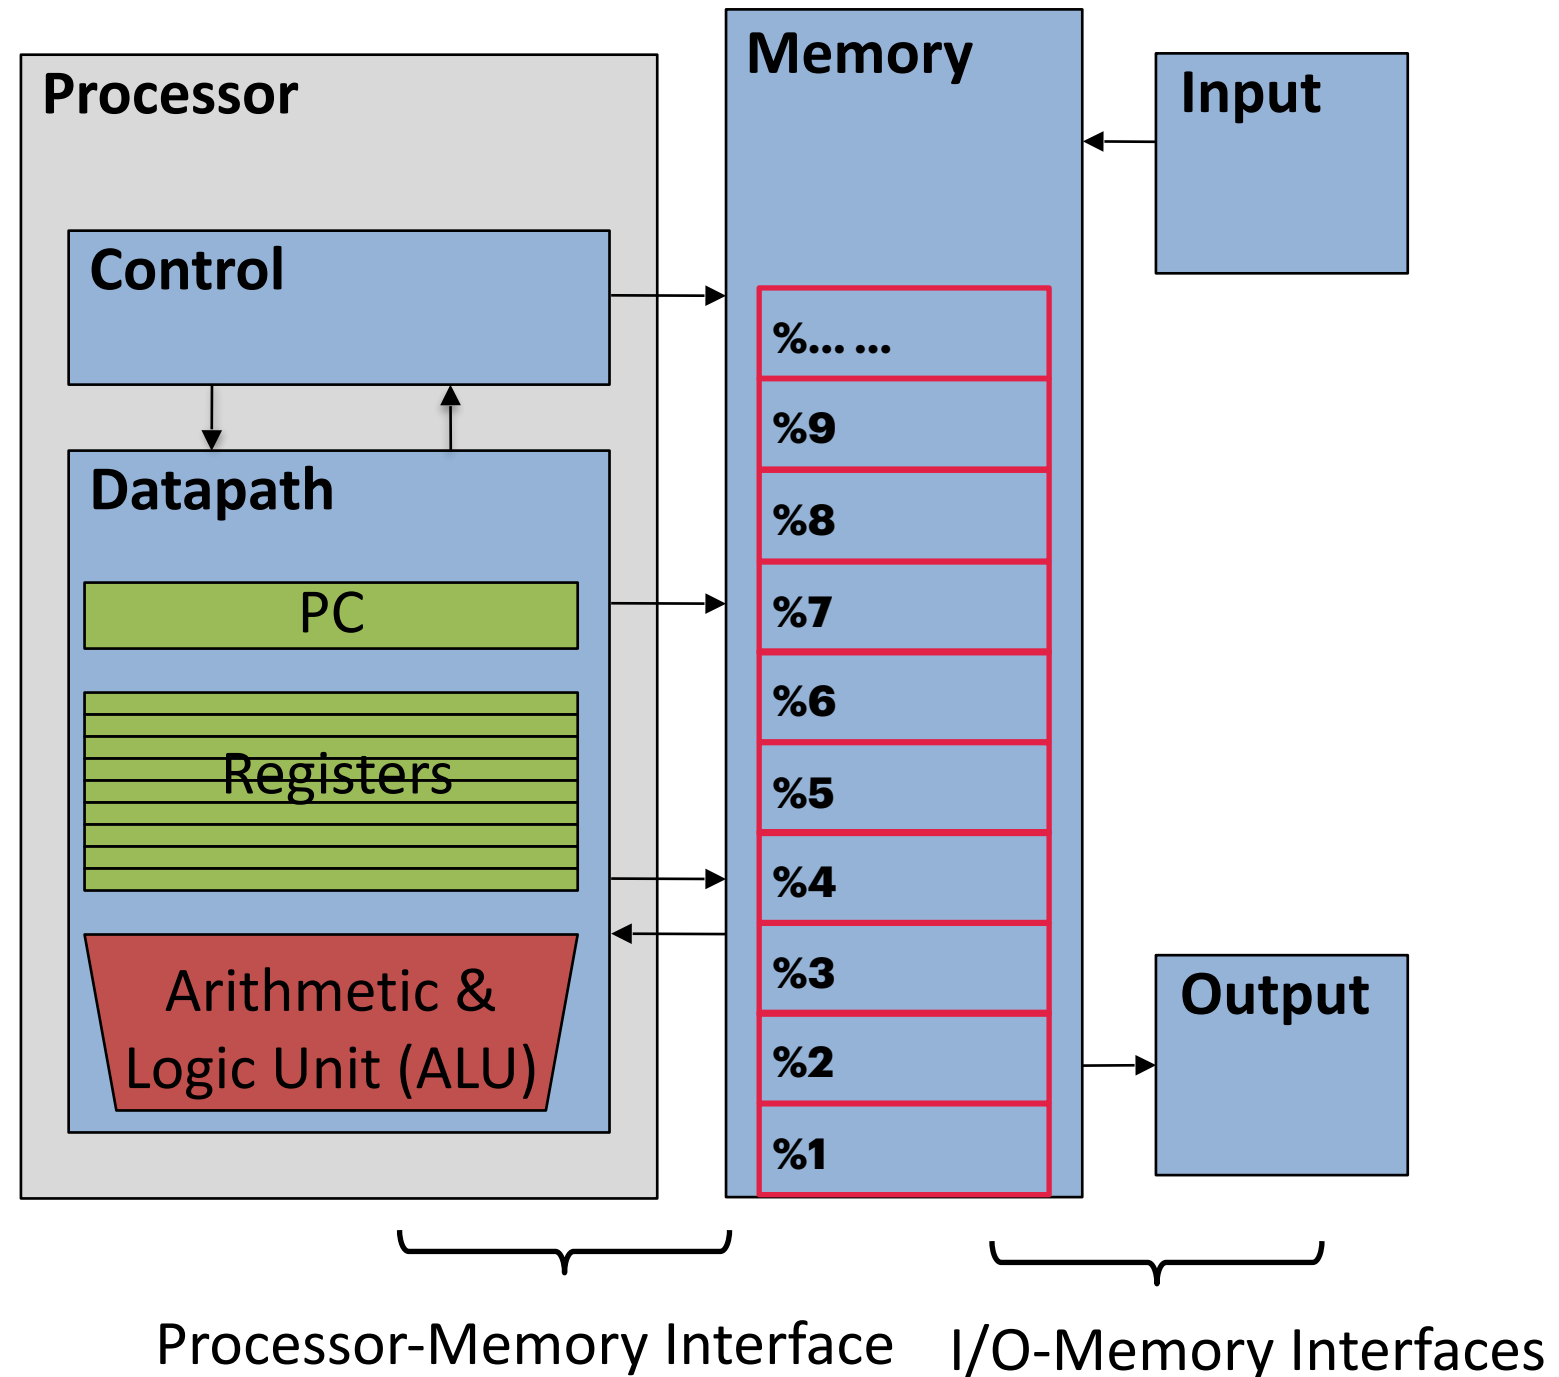 Processor
Control
Datapath
PC
Registers
Arithmetic &
Logic Unit (ALU)
Memory
%... ...
%9
%8
%7
%6
%5
%4
%3
%2
%1
Input
Output
Processor-Memory Interface
I/O-Memory Interfaces